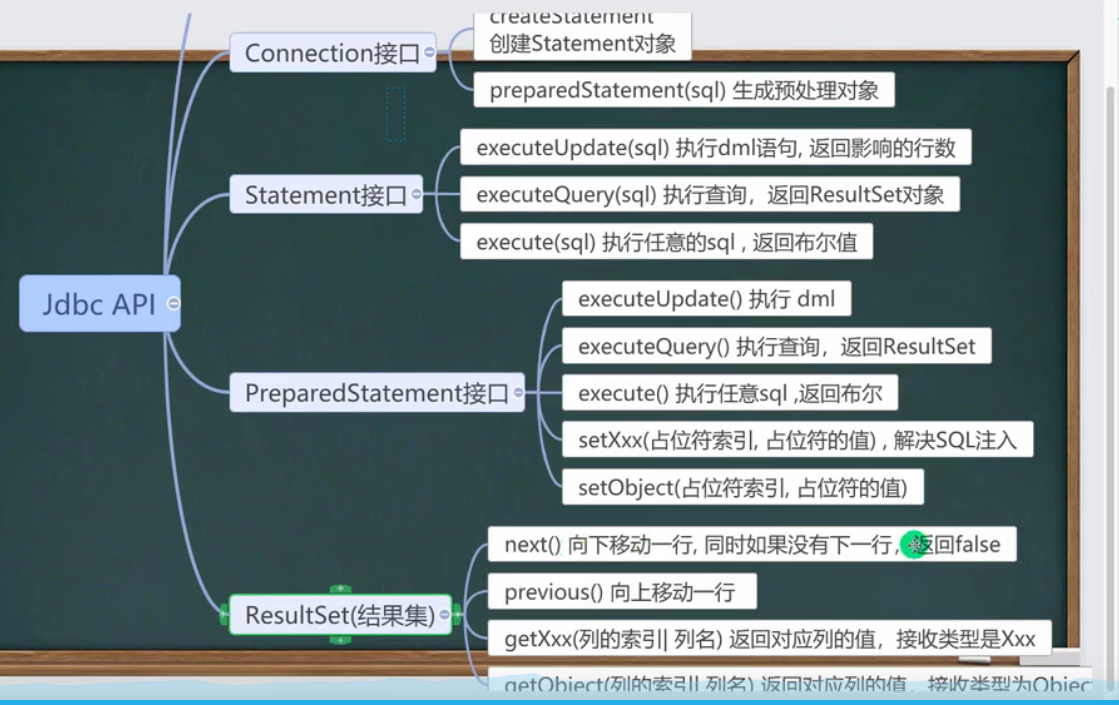 createStatement
Connection接口
创建Statement对象
preparedStatement(sql) 生成预处理对象
executeUpdate(sql) 执行dml语句, 返回影响的行数
Statement接口
executeQuery(sql) 执行查询，返回ResultSet对象
execute(sql) 执行任意的sql , 返回布尔值
Jdbc API
executeUpdate() 执行 dml
executeQuery() 执行查询，返回ResultSet
PreparedStatement接口
execute() 执行任意sql ,返回布尔
setXxx(占位符索引, 占位符的值) , 解决SQL注入
setObject(占位符索引, 占位符的值)
next() 向下移动一行, 同时如果没有下一行，返回false
previous() 向上移动一行
ResultSet(结果集)
getXxx(列的索引| 列名) 返回对应列的值，接收类型是Xxx
getObject(列的索引| 列名) 返回对应列的值，接收类型为Objec